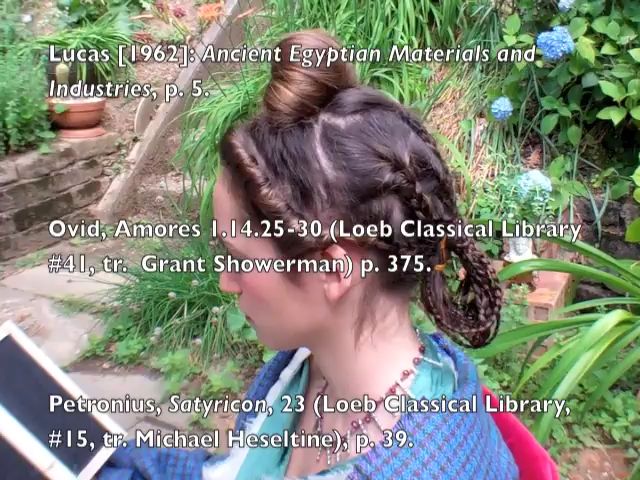 Lucas [1962]: Ancient Egyptian Materials and
Industries, p. 5.
Ovid, Amores 1.14.25-30 (Loeb Classical Library
#41, tr. Grant Showerman) p. 375.
Petronius, Satyricon, 23 (Loeb Classical Library,
#15, tr. Michael Heseltine), p. 39.